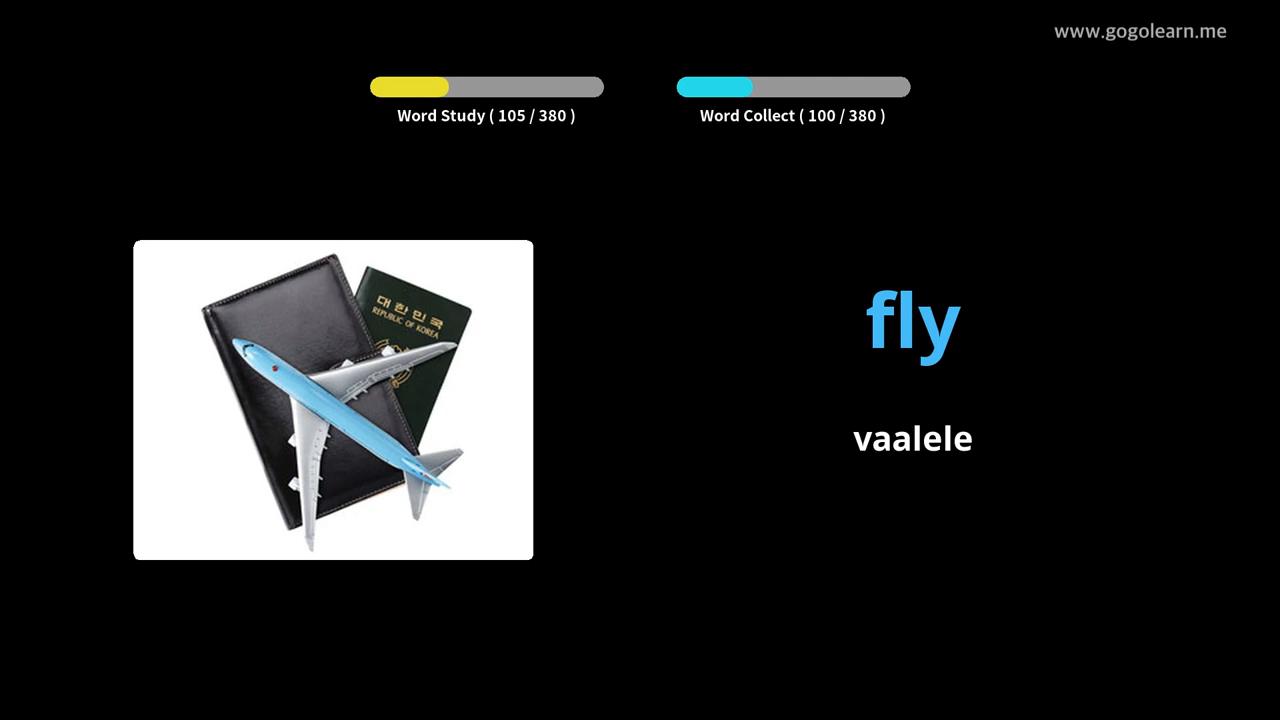 www.gogolearn.me
Word Study ( 105 / 380 )
Word Collect ( 100 / 380 )
대한민국
REPUBLIC OF KOREA
fly
vaalele